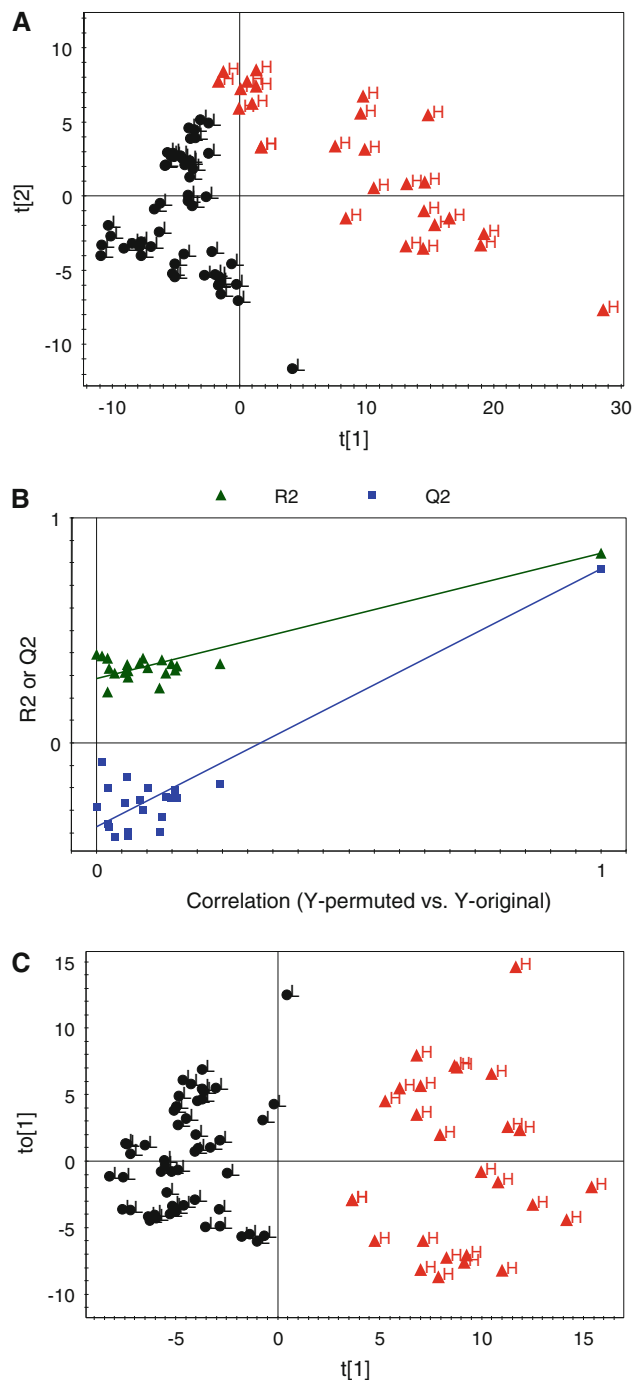 A
10
5
0
-5
-10
t[2]
-10 0 10 20 30
t[1]
H H H H H H H H H H H H H H H H H H H H H H H H H H H
L L L L L L L L L L L L L L L L L L L L
B
R2 Q2
1
0
R2 or Q2
0 1
Correlation (Y-permuted vs. Y-original)
C
15
10
5
0
-5
-10
to[1]
-5 0 5 10 15
t[1]
H H H H H H H H H H H H H H H H H H H H H H H H H H
L L L L L L L L L L L L L L L L L L L L